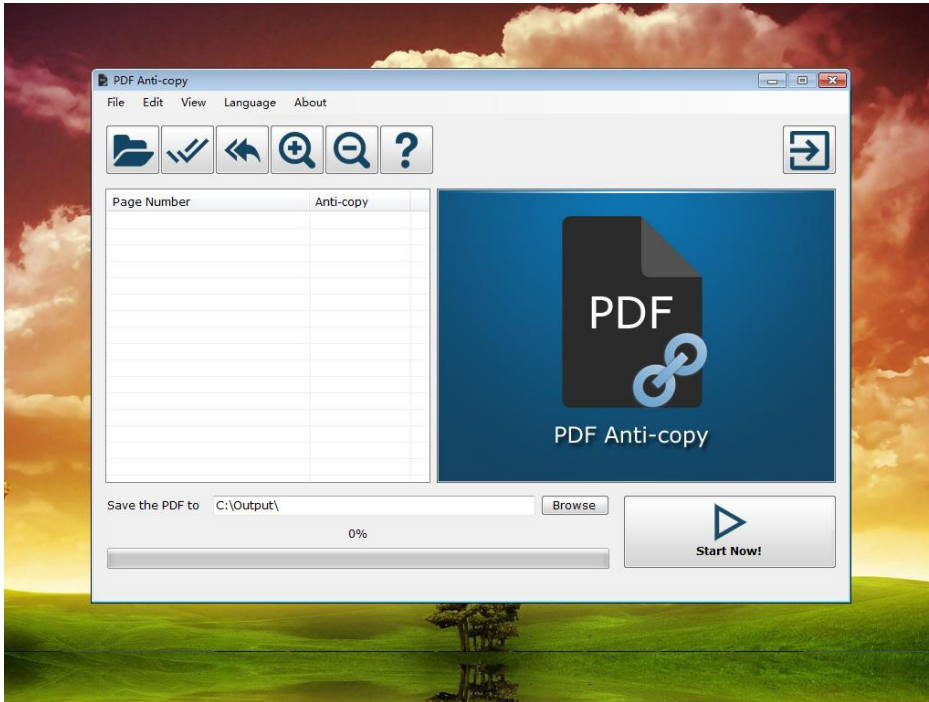 PDF Anti-copy
File Edit View Language About
Page Number Anti-copy
PDF
PDF Anti-copy
Save the PDF to C:\Output\ Browse
0%
Start Now!